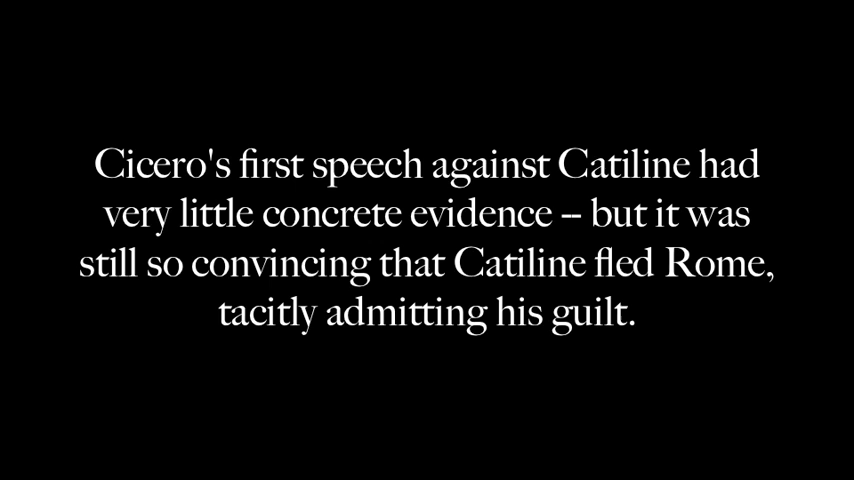 Cicero's first speech against Catiline had
very little concrete evidence -- but it was
still so convincing that Catiline fled Rome,
tacitly admitting his guilt.